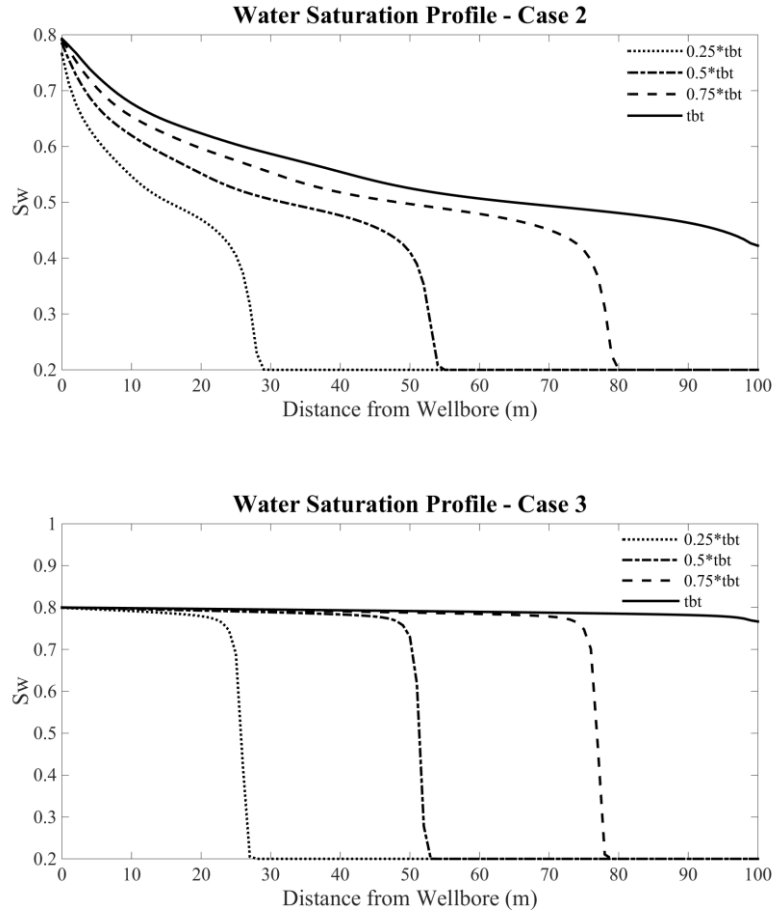 Water Saturation Profile - Case 2
0.8
0.7
0.6
0.5
0.4
0.3
0.2
Sw
0.25*tbt
0.5*tbt
0.75*tbt
tbt
0 10 20 30 40 50 60 70 80 90 100
Distance from Wellbore (m)
Water Saturation Profile - Case 3
1
0.9
0.8
0.7
0.6
0.5
0.4
0.3
0.2
Sw
0.25*tbt
0.5*tbt
0.75*tbt
tbt
0 10 20 30 40 50 60 70 80 90 100
Distance from Wellbore (m)